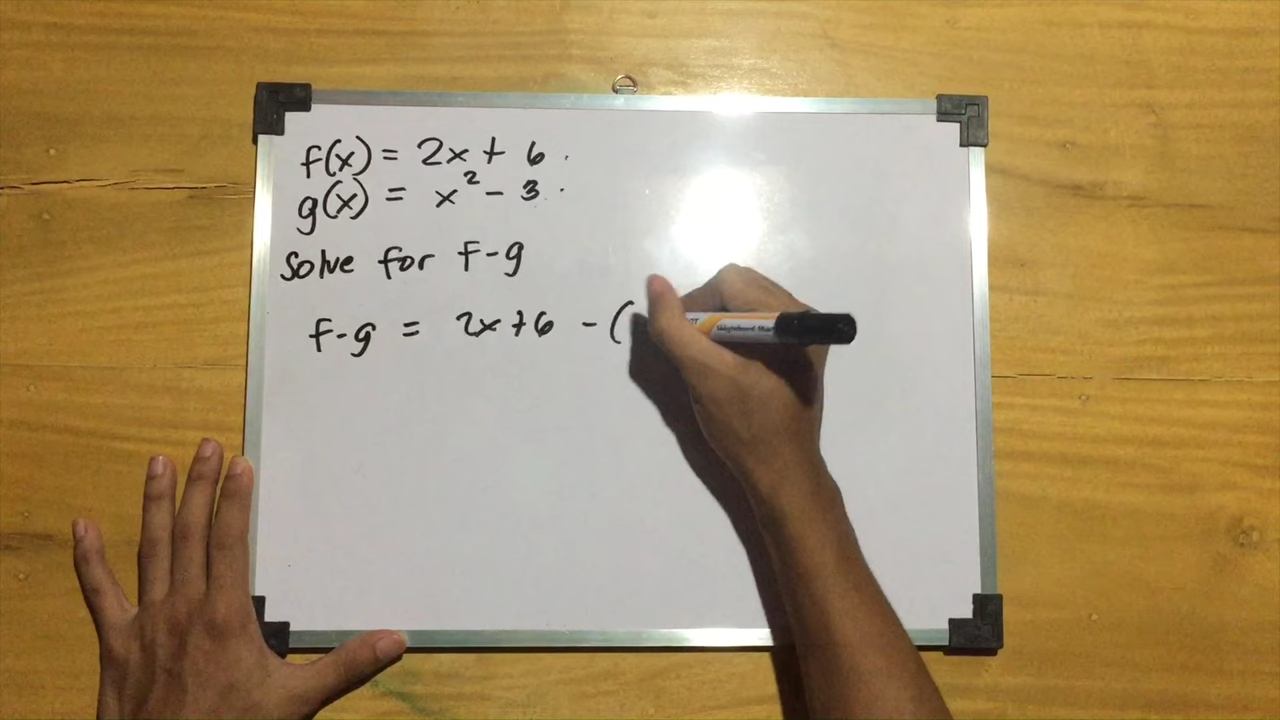 f(x) = 2x + 6.
g(x) = x² - 3.
Solve for f-g
f-g = 2x+6 - (